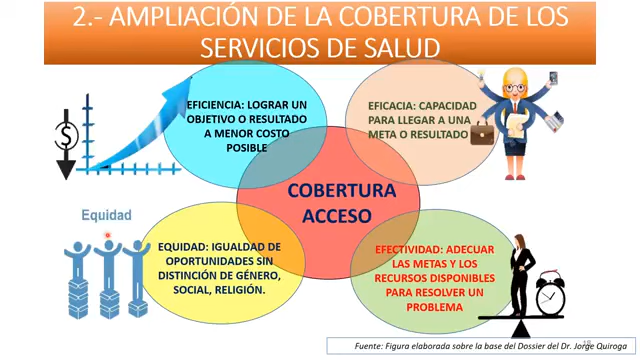 2.- AMPLIACIÓN DE LA COBERTURA DE LOS
SERVICIOS DE SALUD
EFICIENCIA: LOGRAR UN
OBJETIVO O RESULTADO
A MENOR COSTO
POSIBLE
EFICACIA: CAPACIDAD
PARA LLEGAR A UNA
META O RESULTADO
$
COBERTURA
ACCESO
Equidad
EQUIDAD: IGUALDAD DE
OPORTUNIDADES SIN
DISTINCIÓN DE GÉNERO,
SOCIAL, RELIGIÓN.
EFECTIVIDAD: ADECUAR
LAS METAS Y LOS
RECURSOS DISPONIBLES
PARA RESOLVER UN
PROBLEMA
Fuente: Figura elaborada sobre la base del Dossier del Dr. Jorge Quiroga